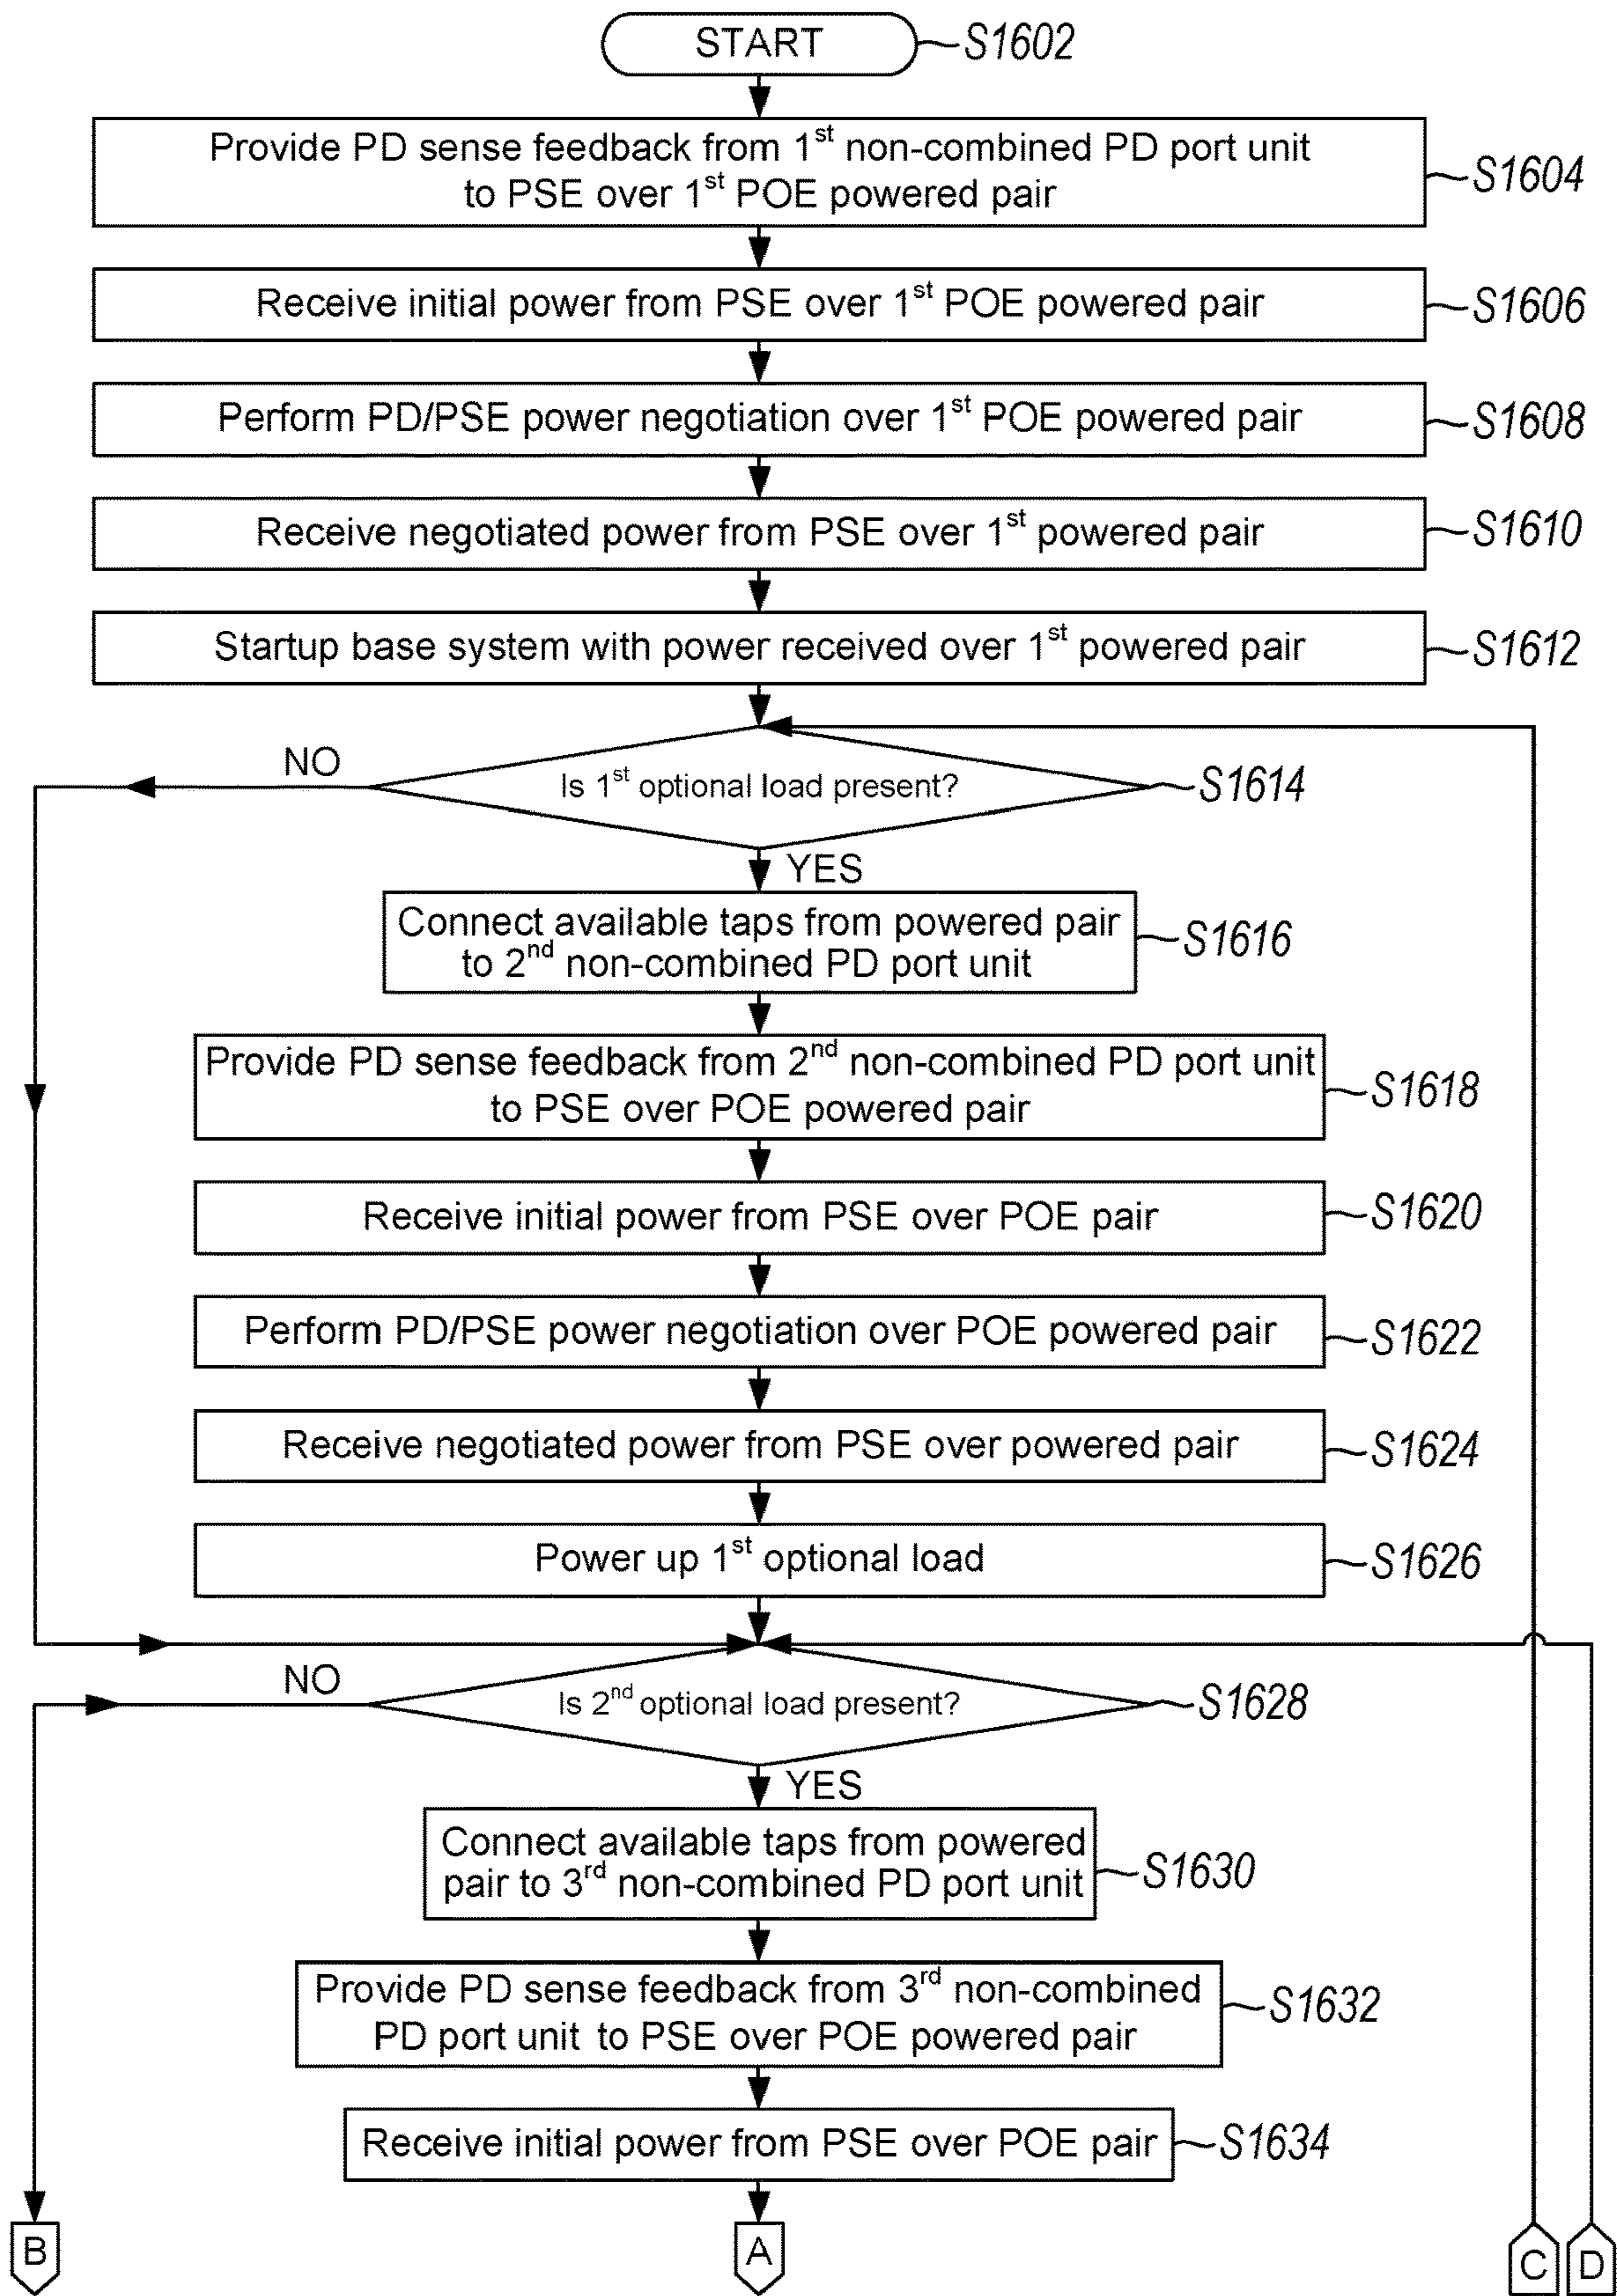 START
S1602
Provide PD sense feedback from 1st non-combined PD port unit
to PSE over 1st POE powered pair
S1604
Receive initial power from PSE over 1st POE powered pair
S1606
Perform PD/PSE power negotiation over 1st POE powered pair
S1608
Receive negotiated power from PSE over 1st powered pair
S1610
Startup base system with power received over 1st powered pair
S1612
NO
Is 1st optional load present?
S1614
YES
Connect available taps from powered pair
to 2nd non-combined PD port unit
S1616
Provide PD sense feedback from 2nd non-combined PD port unit
to PSE over POE powered pair
S1618
Receive initial power from PSE over POE pair
S1620
Perform PD/PSE power negotiation over POE powered pair
S1622
Receive negotiated power from PSE over powered pair
S1624
Power up 1st optional load
S1626
NO
Is 2nd optional load present?
S1628
YES
Connect available taps from powered
pair to 3rd non-combined PD port unit
S1630
Provide PD sense feedback from 3rd non-combined
PD port unit to PSE over POE powered pair
S1632
Receive initial power from PSE over POE pair
S1634
B
A
C
D